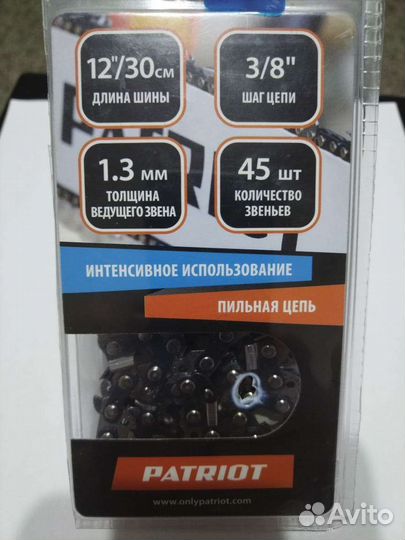 12"/30см
ДЛИНА ШИНЫ
3/8"
ШАГ ЦЕПИ
1.3 мм
ТОЛЩИНА
ВЕДУЩЕГО ЗВЕНА
45 шт
КОЛИЧЕСТВО
ЗВЕНЬЕВ
ИНТЕНСИВНОЕ ИСПОЛЬЗОВАНИЕ
ПИЛЬНАЯ ЦЕПЬ
PATRIOT
www.onlypatriot.com
Avito